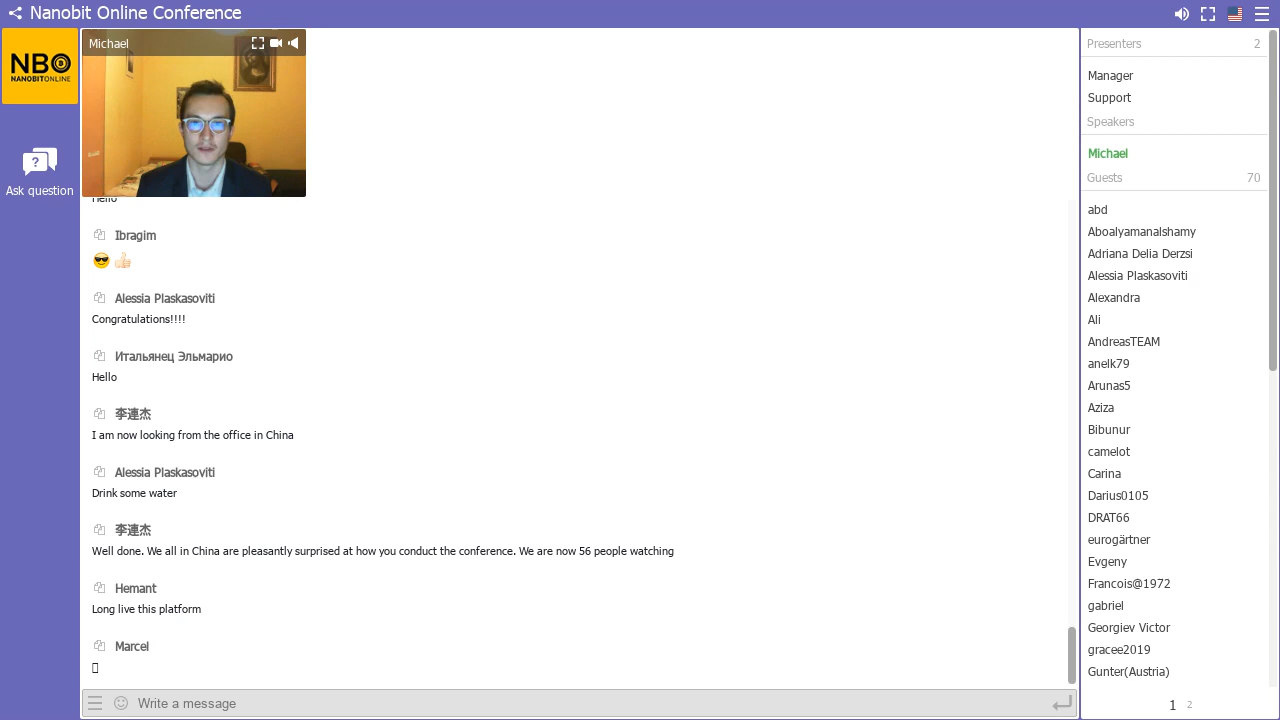 Nanobit Online Conference
NBO
NANOBITONLINE
Ask question
Michael
Hello
Ibragim
Alessia Plaskasoviti
Congratulations!!!!
Итальянец Эльмарио
Hello
李連杰
I am now looking from the office in China
Alessia Plaskasoviti
Drink some water
李連杰
Well done. We all in China are pleasantly surprised at how you conduct the conference. We are now 56 people watching
Hemant
Long live this platform
Marcel
Write a message
Presenters 2
Manager
Support
Speakers
Michael
Guests 70
abd
Aboalyamanalshamy
Adriana Delia Derzsi
Alessia Plaskasoviti
Alexandra
Ali
AndreasTEAM
anelk79
Arunas5
Aziza
Bibunur
camelot
Carina
Darius0105
DRAT66
eurogärtner
Evgeny
Francois@1972
gabriel
Georgiev Victor
gracee2019
Gunter(Austria)
1 2